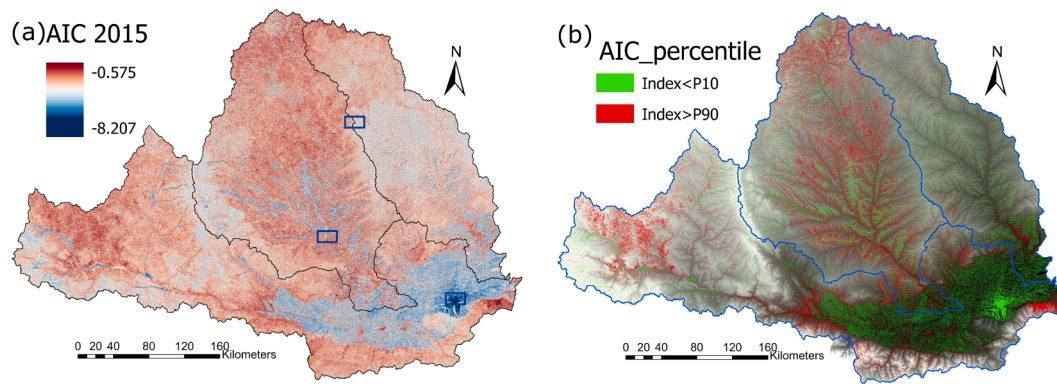 (a) AIC 2015
-0.575
-8.207
N
0 20 40 80 120 160
Kilometers
(b) AIC_percentile
Index<P10
Index>P90
N
0 20 40 80 120 160
Kilometers